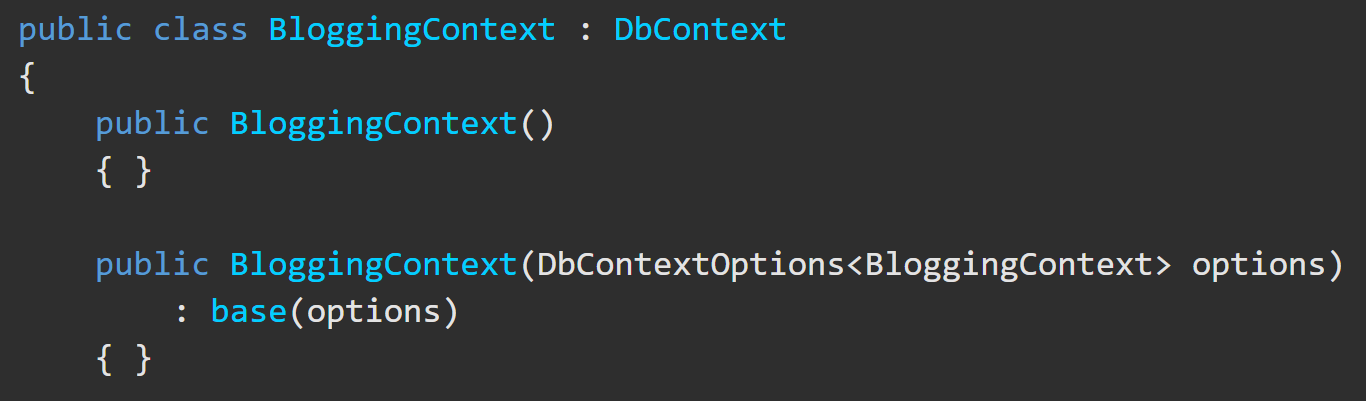 public class BloggingContext : DbContext
{
    public BloggingContext()
    { }

    public BloggingContext(DbContextOptions<BloggingContext> options)
        : base(options)
    { }